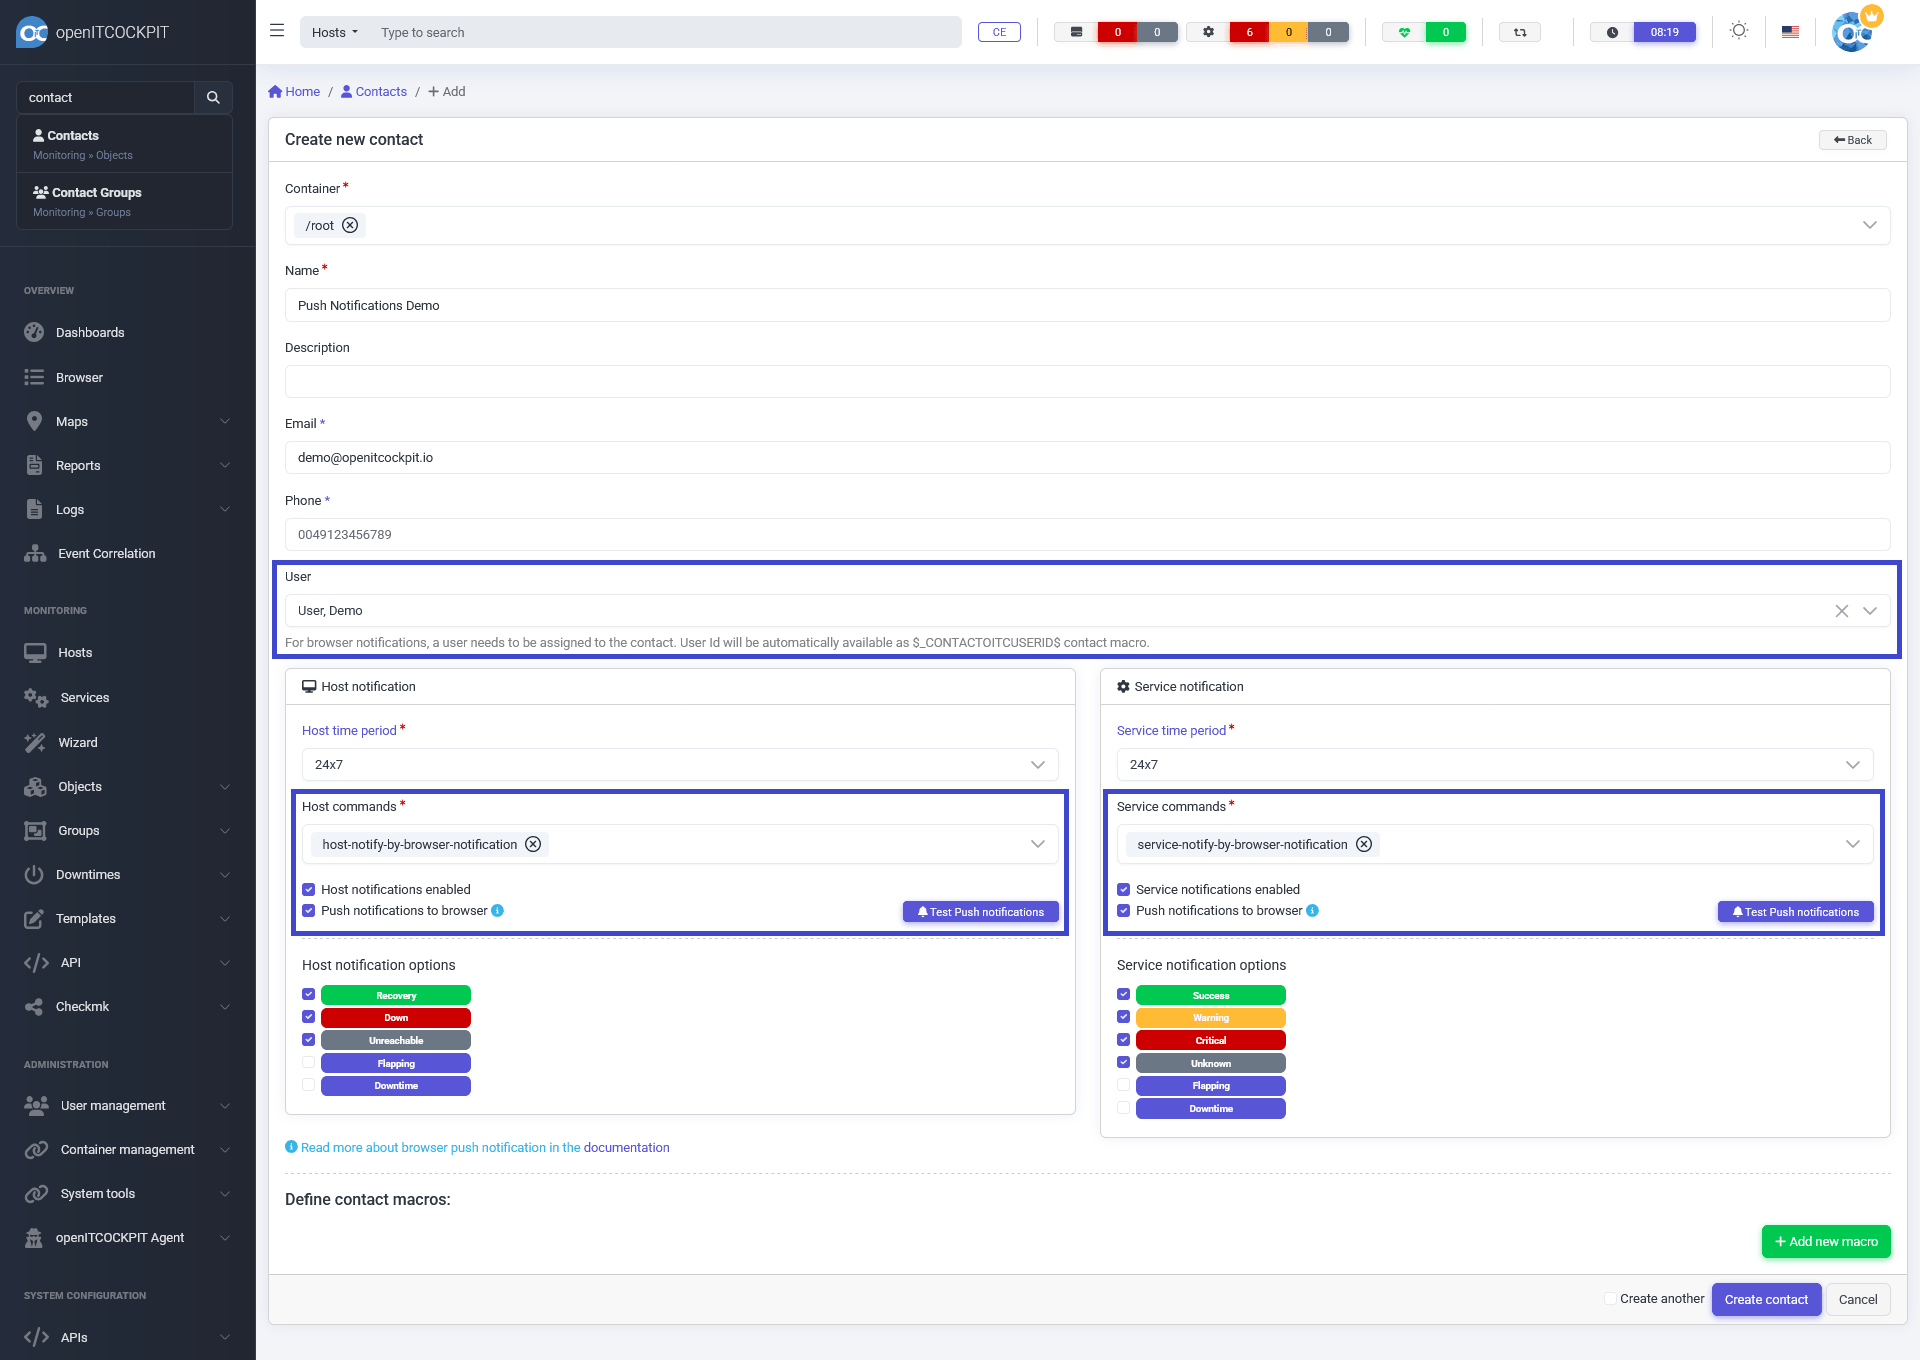 openITCOCKPIT
Hosts
Type to search
CE
0
0
6
0
0
0
08:19
contact
Contacts
Monitoring » Objects
Contact Groups
Monitoring » Groups
OVERVIEW
Dashboards
Browser
Maps
Reports
Logs
Event Correlation
MONITORING
Hosts
Services
Wizard
Objects
Groups
Downtimes
Templates
API
Checkmk
ADMINISTRATION
User management
Container management
System tools
openITCOCKPIT Agent
SYSTEM CONFIGURATION
APIs
Home / Contacts / + Add
Create new contact
Back
Container *
/root
Name *
Push Notifications Demo
Description
Email *
demo@openitcockpit.io
Phone *
0049123456789
User
User, Demo
For browser notifications, a user needs to be assigned to the contact. User Id will be automatically available as $_CONTACTOITCUSERID$ contact macro.
Host notification
Host time period *
24x7
Host commands *
host-notify-by-browser-notification
Host notifications enabled
Push notifications to browser
Test Push notifications
Host notification options
Recovery
Down
Unreachable
Flapping
Downtime
Service notification
Service time period *
24x7
Service commands *
service-notify-by-browser-notification
Service notifications enabled
Push notifications to browser
Test Push notifications
Service notification options
Success
Warning
Critical
Unknown
Flapping
Downtime
Read more about browser push notification in the documentation
Define contact macros:
+ Add new macro
Create another
Create contact
Cancel